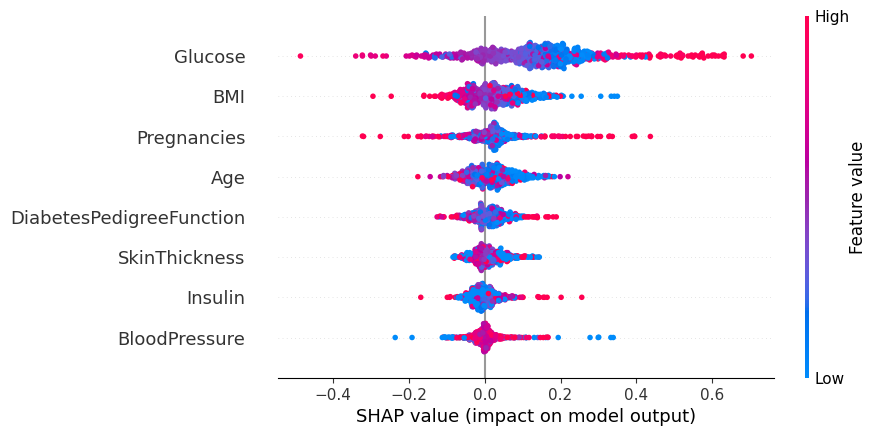 High
Glucose
BMI
Pregnancies
Age
DiabetesPedigreeFunction
SkinThickness
Insulin
BloodPressure
Feature value
Low
−0.4 −0.2 0.0 0.2 0.4 0.6
SHAP value (impact on model output)